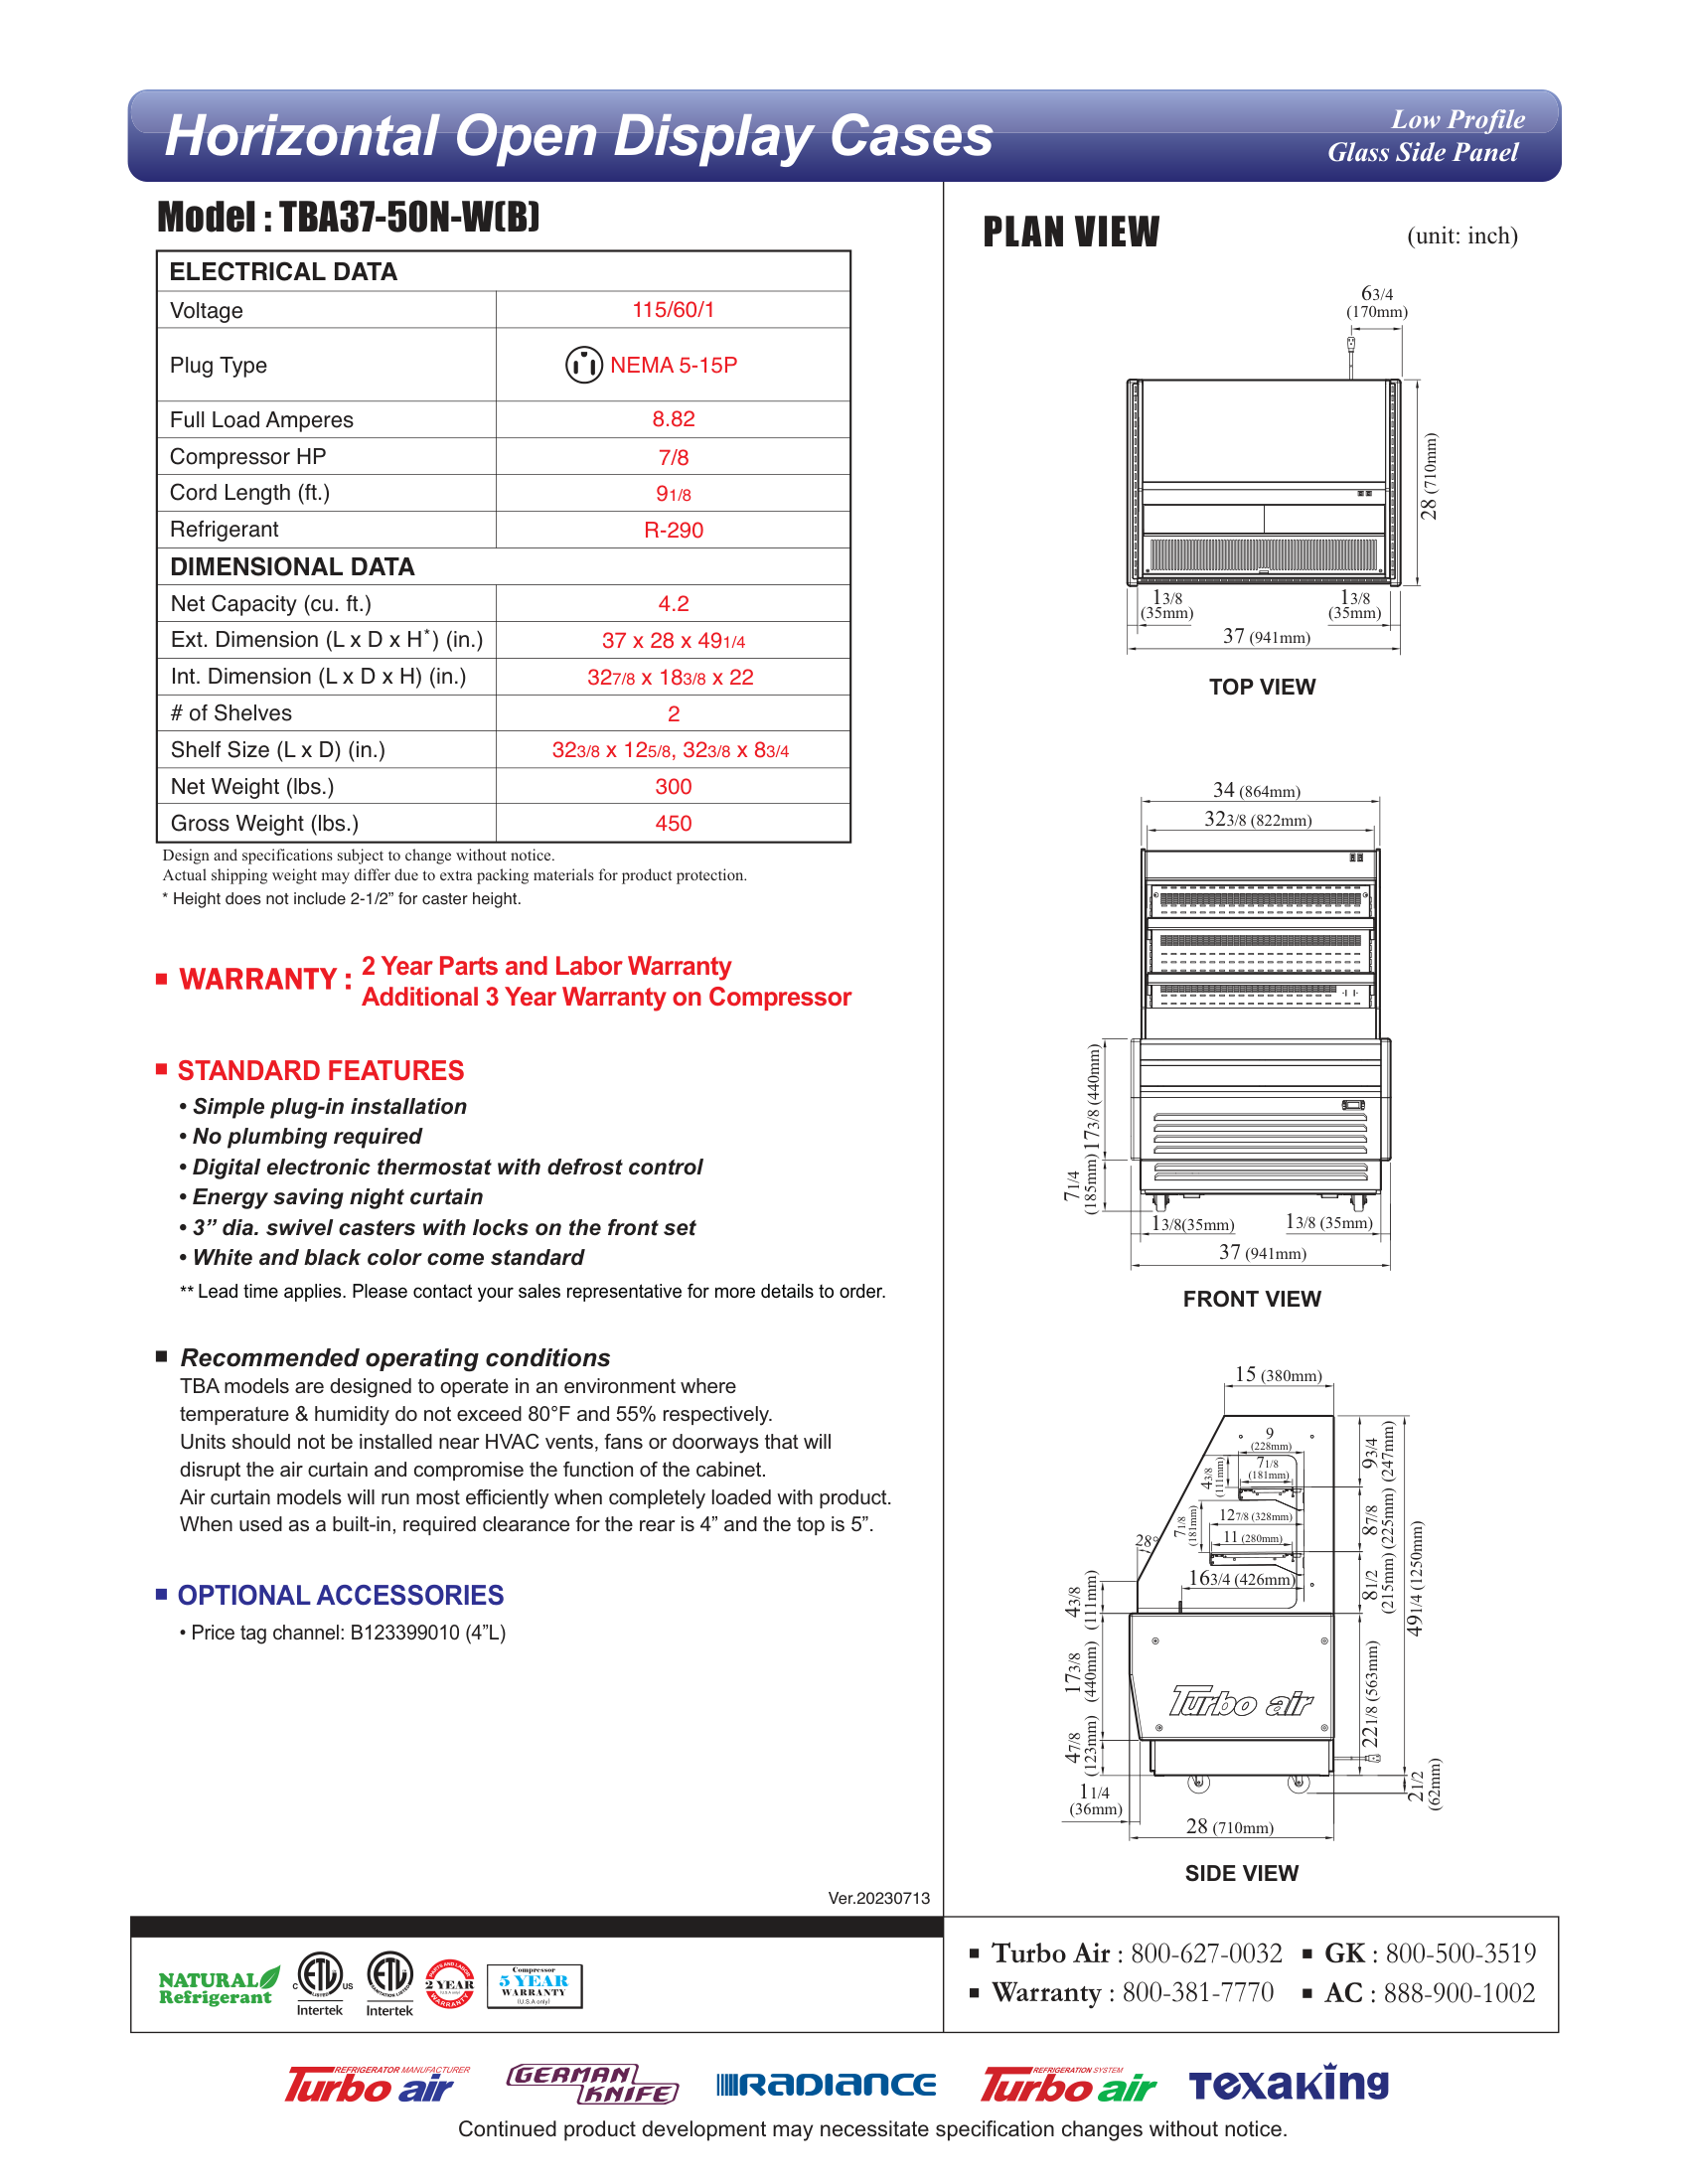 Horizontal Open Display Cases
Low Profile
Glass Side Panel
Model : TBA37-50N-W(B)
ELECTRICAL DATA
Voltage 115/60/1
Plug Type NEMA 5-15P
Full Load Amperes 8.82
Compressor HP 7/8
Cord Length (ft.) 9 1/8
Refrigerant R-290
DIMENSIONAL DATA
Net Capacity (cu. ft.) 4.2
Ext. Dimension (L x D x H*) (in.) 37 x 28 x 49 1/4
Int. Dimension (L x D x H) (in.) 32 7/8 x 18 3/8 x 22
# of Shelves 2
Shelf Size (L x D) (in.) 32 3/8 x 12 5/8, 32 3/8 x 8 3/4
Net Weight (lbs.) 300
Gross Weight (lbs.) 450
Design and specifications subject to change without notice.
Actual shipping weight may differ due to extra packing materials for product protection.
* Height does not include 2-1/2” for caster height.
■ WARRANTY : 2 Year Parts and Labor Warranty
Additional 3 Year Warranty on Compressor
■ STANDARD FEATURES
• Simple plug-in installation
• No plumbing required
• Digital electronic thermostat with defrost control
• Energy saving night curtain
• 3” dia. swivel casters with locks on the front set
• White and black color come standard
** Lead time applies. Please contact your sales representative for more details to order.
■ Recommended operating conditions
TBA models are designed to operate in an environment where
temperature & humidity do not exceed 80°F and 55% respectively.
Units should not be installed near HVAC vents, fans or doorways that will
disrupt the air curtain and compromise the function of the cabinet.
Air curtain models will run most efficiently when completely loaded with product.
When used as a built-in, required clearance for the rear is 4” and the top is 5”.
■ OPTIONAL ACCESSORIES
• Price tag channel: B123399010 (4”L)
Ver.20230713
PLAN VIEW
(unit: inch)
6 3/4
(170mm)
28 (710mm)
1 3/8
(35mm)
1 3/8
(35mm)
37 (941mm)
TOP VIEW
34 (864mm)
32 3/8 (822mm)
17 3/8 (440mm)
7 1/4
(185mm)
1 3/8 (35mm)
1 3/8 (35mm)
37 (941mm)
FRONT VIEW
15 (380mm)
9
(228mm)
7 1/8
(181mm)
4 3/8
(111mm)
9 3/4
(247mm)
12 7/8 (328mm)
11 (280mm)
7 1/8
(181mm)
8 7/8
(225mm)
28°
16 3/4 (426mm)
8 1/2
(215mm)
49 1/4 (1250mm)
4 3/8
(111mm)
17 3/8
(440mm)
Turbo air
22 1/8 (563mm)
4 7/8
(123mm)
1 1/4
(36mm)
2 1/2
(62mm)
28 (710mm)
SIDE VIEW
NATURAL
Refrigerant
C ETL US
LISTED
Intertek
ETL
SANITATION LISTED
Intertek
PARTS AND LABOR
2 YEAR
(U.S.A only)
WARRANTY
Compressor
5 YEAR
WARRANTY
(U.S.A only)
■ Turbo Air : 800-627-0032 ■ GK : 800-500-3519
■ Warranty : 800-381-7770 ■ AC : 888-900-1002
REFRIGERATOR MANUFACTURER
Turbo air
GERMAN
KNIFE
RADIANCE
REFRIGERATION SYSTEM
Turbo air
Texaking
Continued product development may necessitate specification changes without notice.